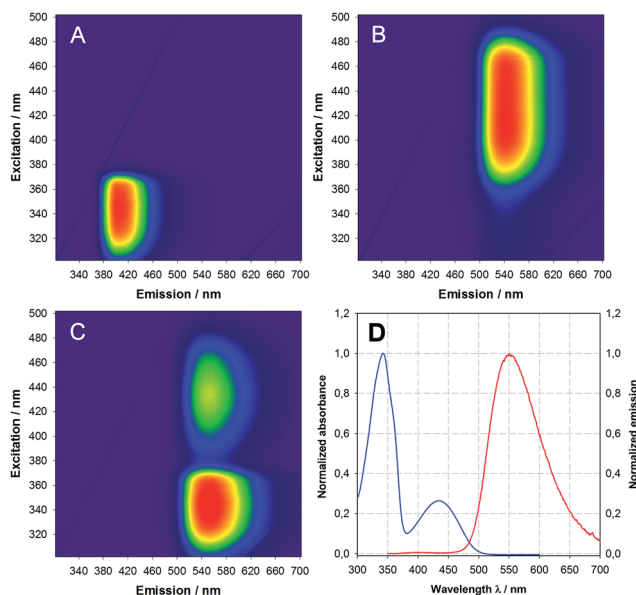 A
500
480
460
440
420
400
380
360
340
320
Excitation / nm
340 380 420 460 500 540 580 620 660 700
Emission / nm
B
500
480
460
440
420
400
380
360
340
320
Excitation / nm
340 380 420 460 500 540 580 620 660 700
Emission / nm
C
500
480
460
440
420
400
380
360
340
320
Excitation / nm
340 380 420 460 500 540 580 620 660 700
Emission / nm
D
1,2
1,0
0,8
0,6
0,4
0,2
0,0
Normalized absorbance
1,2
1,0
0,8
0,6
0,4
0,2
0,0
Normalized emission
300 350 400 450 500 550 600 650 700
Wavelength λ / nm